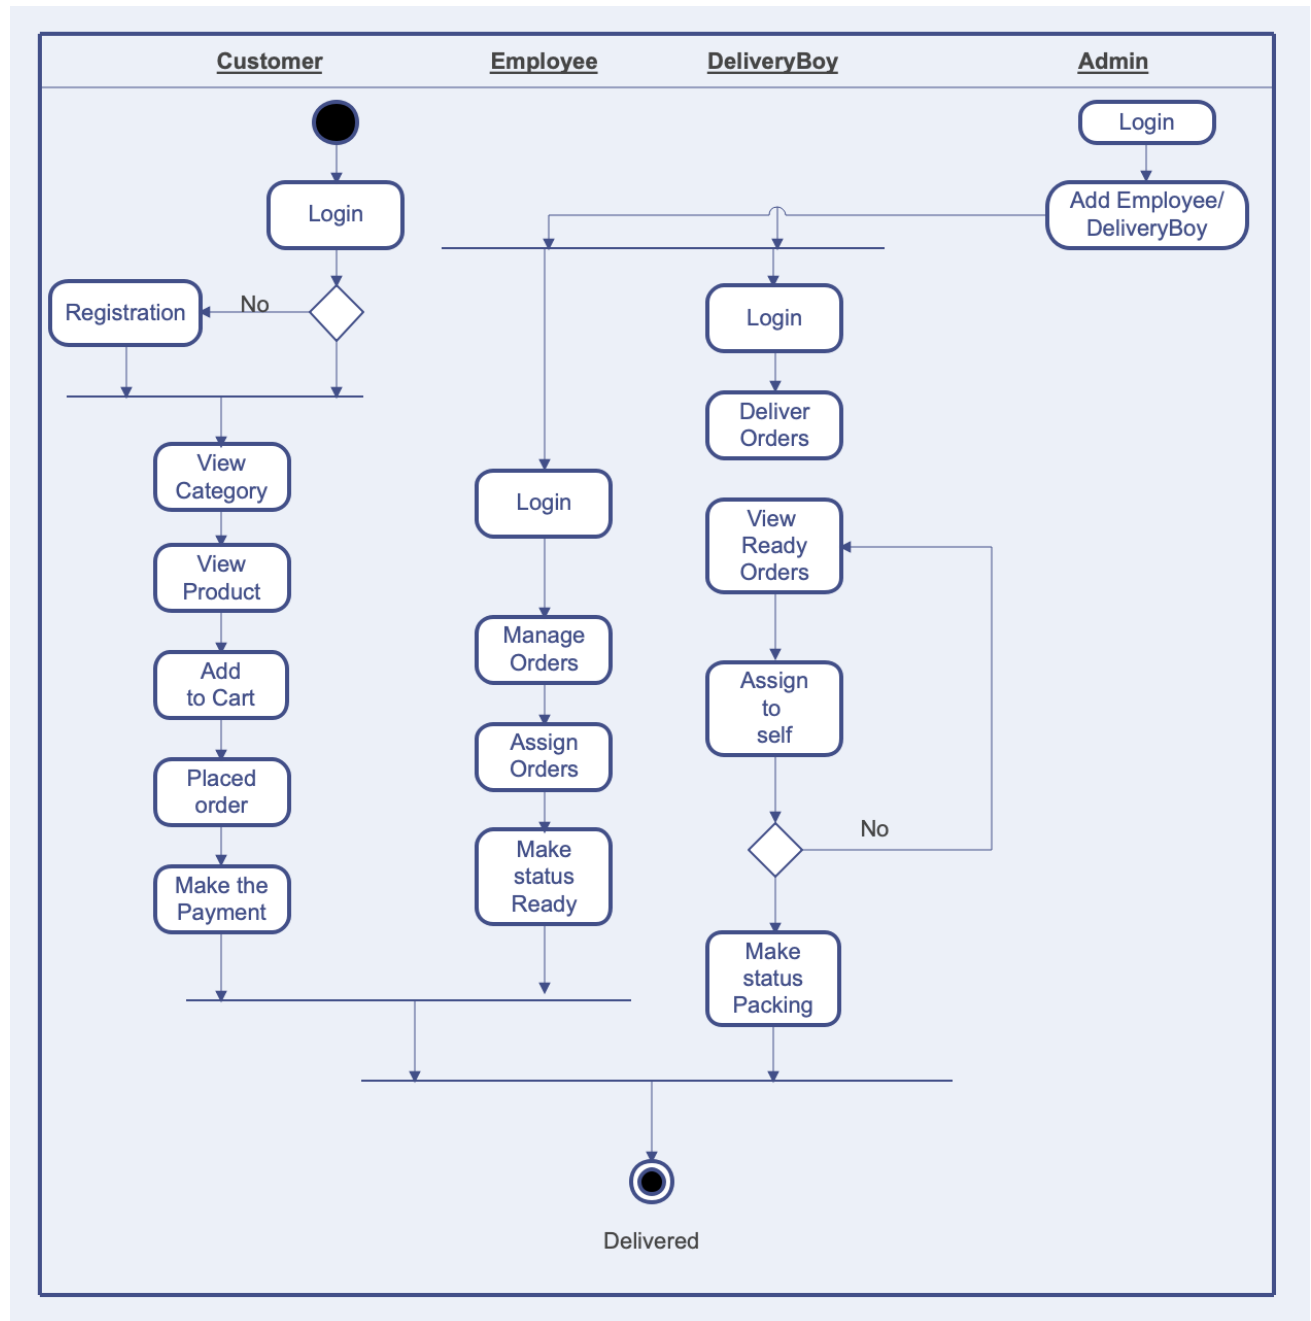 Customer
Employee
DeliveryBoy
Admin
Login
Registration
No
View
Category
View
Product
Add
to Cart
Placed
order
Make the
Payment
Login
Manage
Orders
Assign
Orders
Make
status
Ready
Login
Deliver
Orders
View
Ready
Orders
Assign
to
self
No
Make
status
Packing
Login
Add Employee/
DeliveryBoy
Delivered